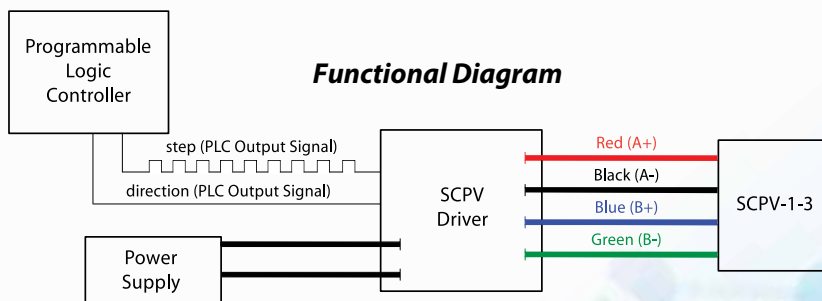 Programmable
Logic
Controller
Functional Diagram
step (PLC Output Signal)
direction (PLC Output Signal)
SCPV
Driver
Red (A+)
Black (A-)
Blue (B+)
Green (B-)
SCPV-1-3
Power
Supply